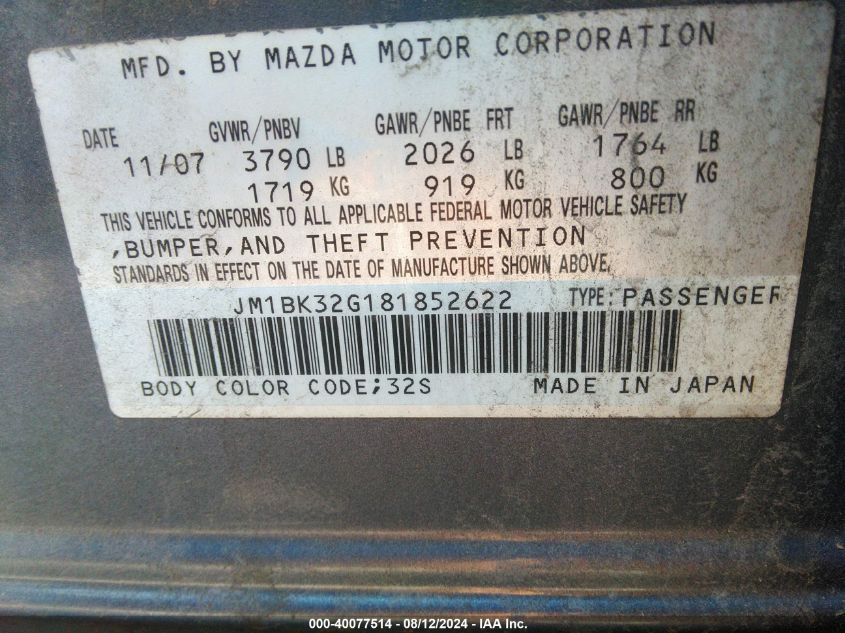 MFD. BY MAZDA MOTOR CORPORATION
DATE GVWR/PNBV GAWR/PNBE FRT GAWR/PNBE RR
11/07 3790 LB 2026 LB 1764 LB
1719 KG 919 KG 800 KG
THIS VEHICLE CONFORMS TO ALL APPLICABLE FEDERAL MOTOR VEHICLE SAFETY
,BUMPER,AND THEFT PREVENTION
STANDARDS IN EFFECT ON THE DATE OF MANUFACTURE SHOWN ABOVE.
JM1BK32G181852622 TYPE: PASSENGER
BODY COLOR CODE;32S MADE IN JAPAN
000-40077514 - 08/12/2024 - IAA Inc.